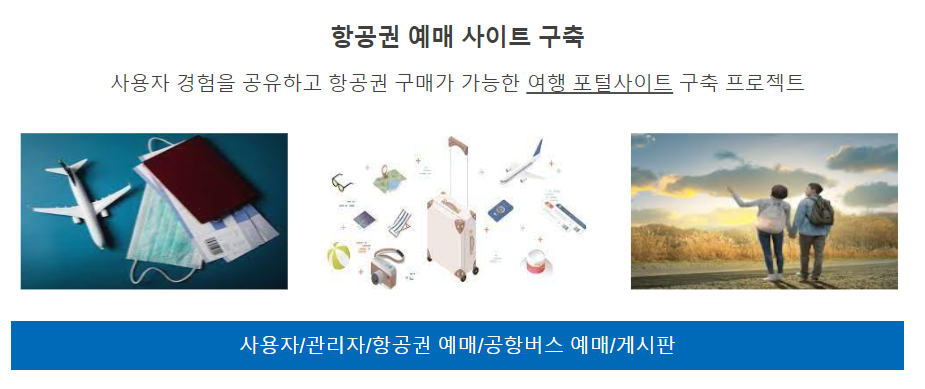 항공권 예매 사이트 구축
사용자 경험을 공유하고 항공권 구매가 가능한 여행 포털사이트 구축 프로젝트
사용자/관리자/항공권 예매/공항버스 예매/게시판